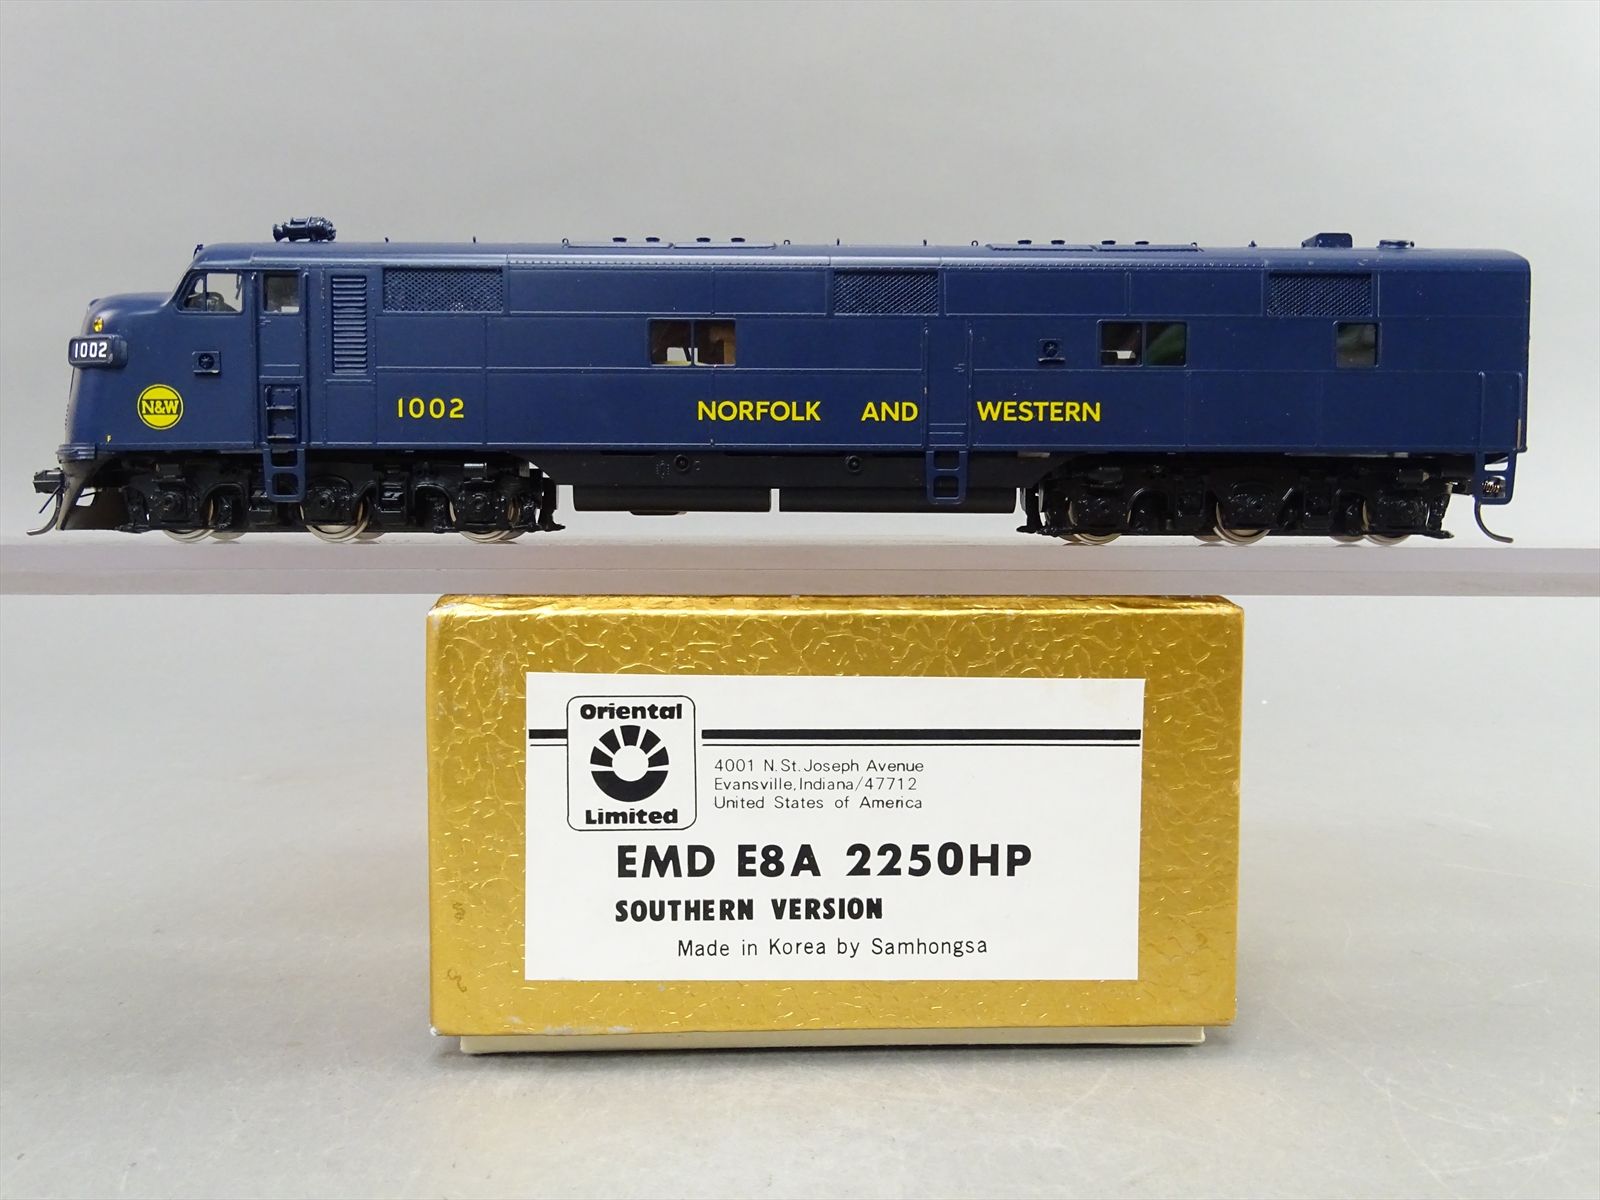 1002
N&W
F
1002
NORFOLK AND WESTERN
Oriental
Limited
4001 N.St.Joseph Avenue
Evansville,Indiana/47712
United States of America
EMD E8A 2250HP
SOUTHERN VERSION
Made in Korea by Samhongsa